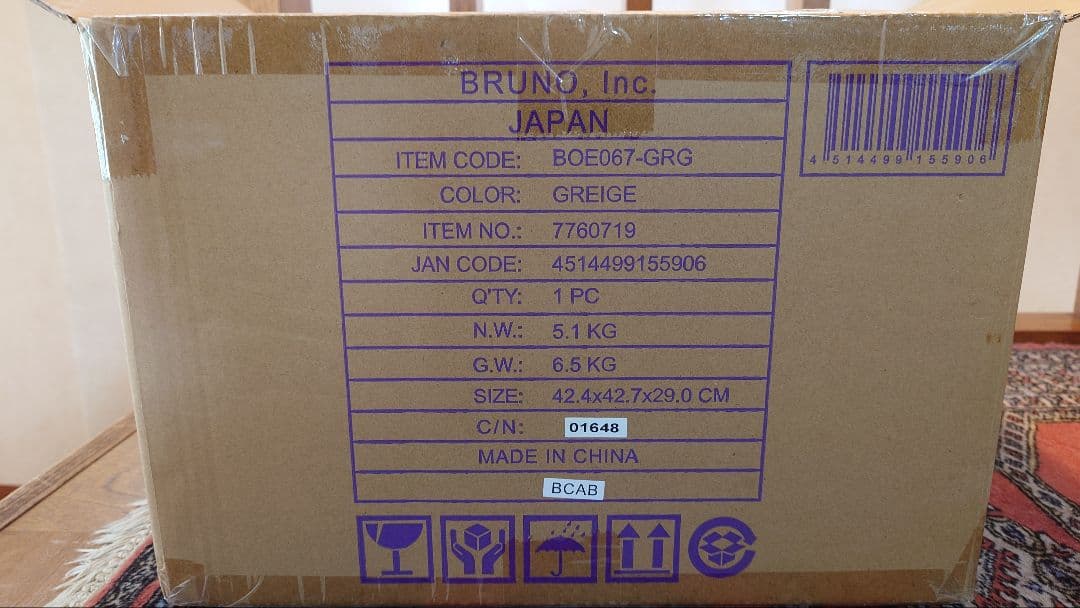 BRUNO, Inc.
JAPAN
ITEM CODE: BOE067-GRG
COLOR: GREIGE
ITEM NO.: 7760719
JAN CODE: 4514499155906
Q'TY: 1 PC
N.W.: 5.1 KG
G.W.: 6.5 KG
SIZE: 42.4x42.7x29.0 CM
C/N: 01648
MADE IN CHINA
BCAB
4 514499 155906